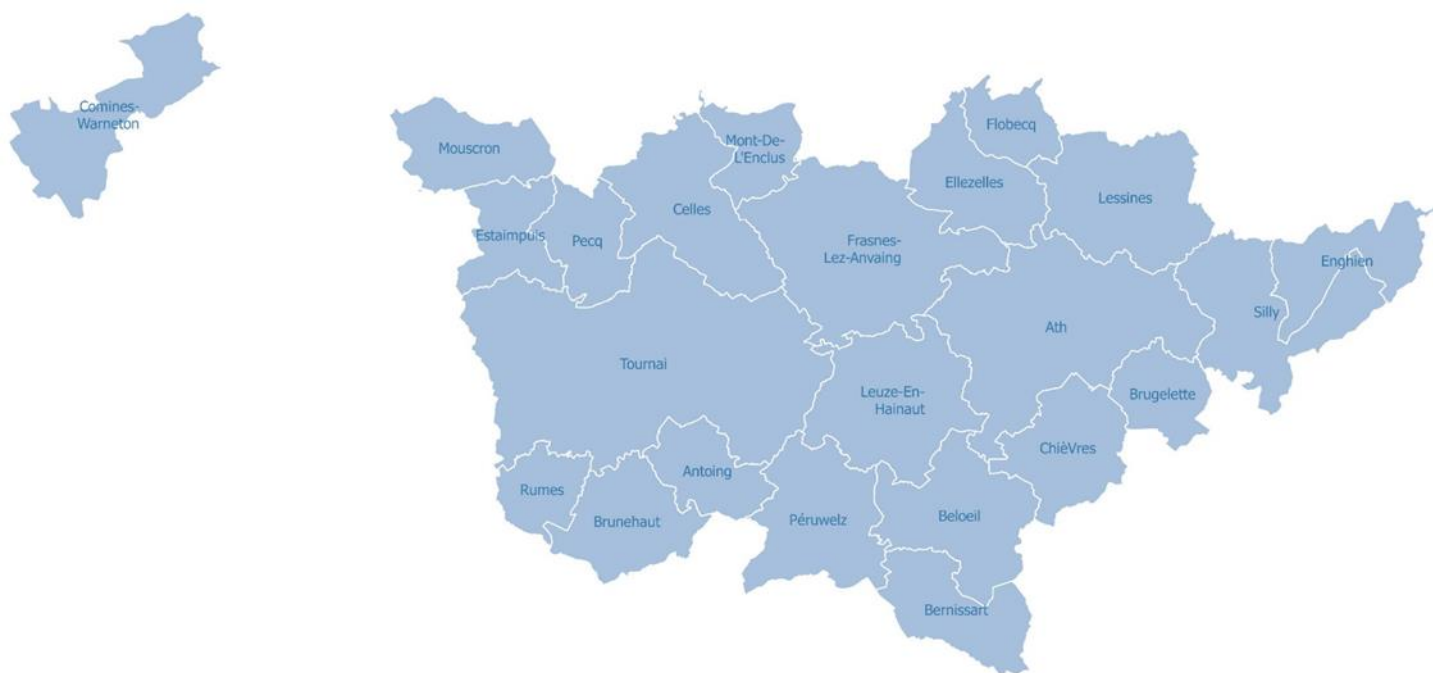 Comines-
Warneton
Mouscron
Mont-De-
L'Enclus
Flobecq
Ellezelles
Lessines
Celles
Estaimpuis
Pecq
Frasnes-
Lez-Anvaing
Enghien
Silly
Ath
Tournai
Leuze-En-
Hainaut
Brugelette
ChièVres
Antoing
Rumes
Brunehaut
Péruwelz
Beloeil
Bernissart